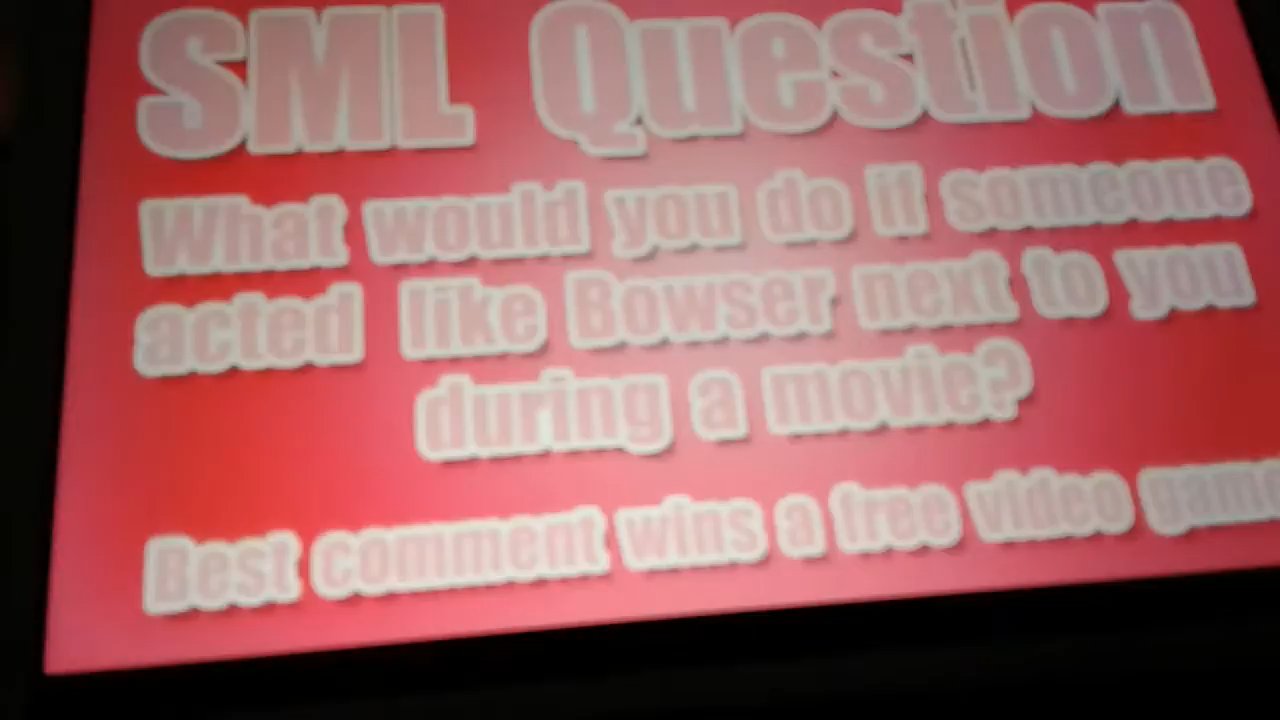 SML Question
What would you do if someone
acted like Bowser next to you
during a movie?
Best comment wins a free video game